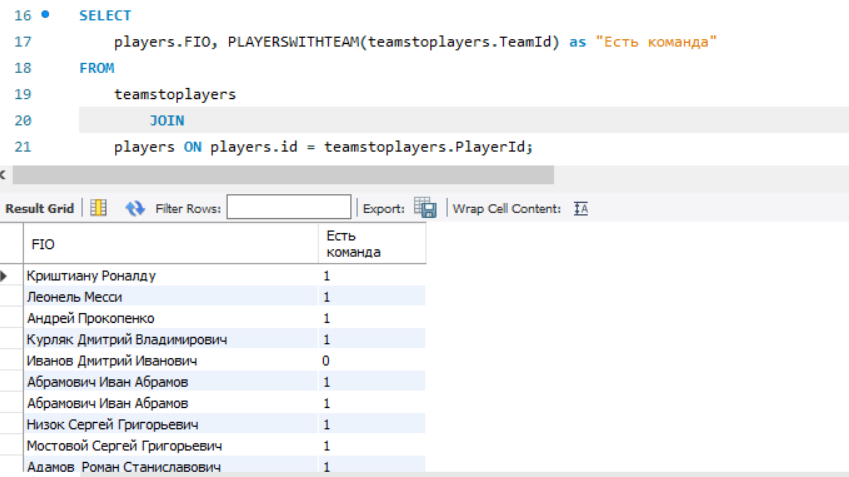 16 SELECT
17 players.FIO, PLAYERSWITHTEAM(teamstoplayers.TeamId) as "Есть команда"
18 FROM
19 teamstoplayers
20 JOIN
21 players ON players.id = teamstoplayers.PlayerId;
Result Grid Filter Rows: Export: Wrap Cell Content: IA
FIO Есть
команда
Криштиану Роналду 1
Леонель Месси 1
Андрей Прокопенко 1
Курляк Дмитрий Владимирович 1
Иванов Дмитрий Иванович 0
Абрамович Иван Абрамов 1
Абрамович Иван Абрамов 1
Низок Сергей Григорьевич 1
Мостовой Сергей Григорьевич 1
Адамов Роман Станиславович 1